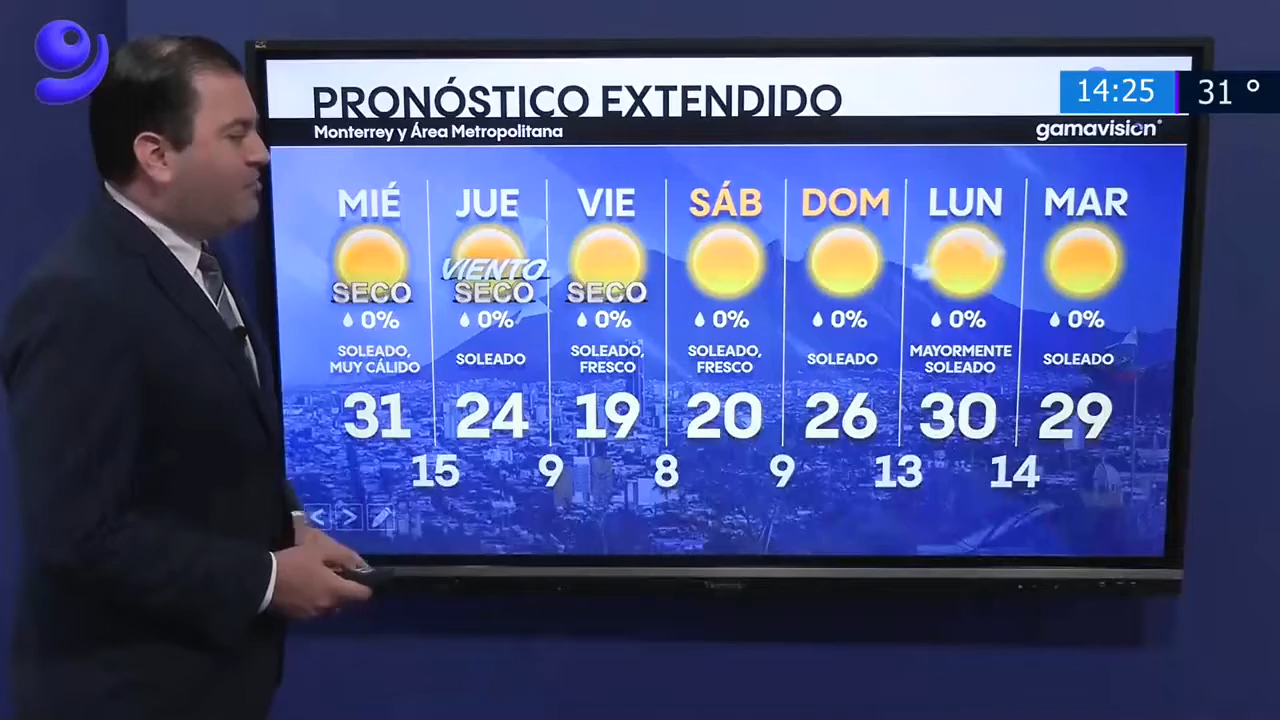 PRONÓSTICO EXTENDIDO
14:25 31 °
Monterrey y Área Metropolitana
gamavision
MIÉ JUE VIE SÁB DOM LUN MAR
VIENTO
SECO SECO SECO
0% 0% 0% 0% 0% 0% 0%
SOLEADO, MUY CÁLIDO
SOLEADO
SOLEADO, FRESCO
SOLEADO, FRESCO
SOLEADO
MAYORMENTE SOLEADO
SOLEADO
31 24 19 20 26 30 29
15 9 8 9 13 14